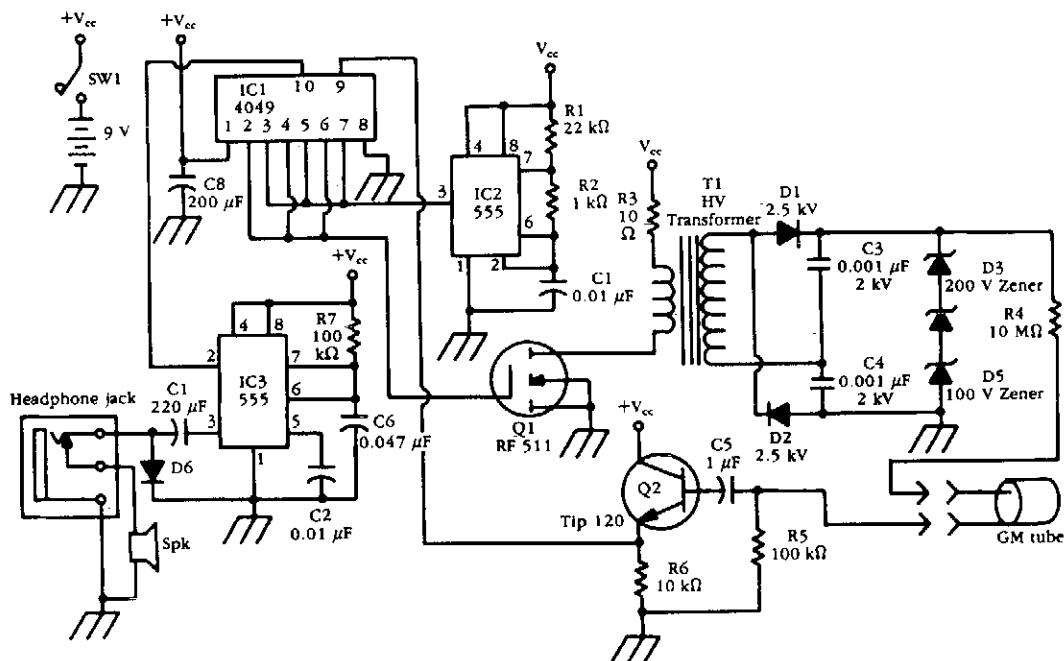 +Vcc
SW1
9 V
+Vcc
10 9
IC1
4049
1 2 3 4 5 6 7 8
C8
200 µF
Vcc
R1
22 kΩ
4 8
7
R2
1 kΩ
3
IC2
555
6
1 2
C1
0.01 µF
Vcc
R3
10
Ω
T1
HV
Transformer
D1
2.5 kV
C3
0.001 µF
2 kV
D3
200 V Zener
R4
10 MΩ
C4
0.001 µF
2 kV
D5
100 V Zener
D2
2.5 kV
+Vcc
R7
100
kΩ
4 8
2
7
IC3
555
6
3
5
1
C6
0.047 µF
C1
220 µF
Headphone jack
D6
C2
0.01 µF
Spk
Q1
RF 511
+Vcc
C5
1 µF
Q2
Tip 120
R5
100 kΩ
R6
10 kΩ
GM tube